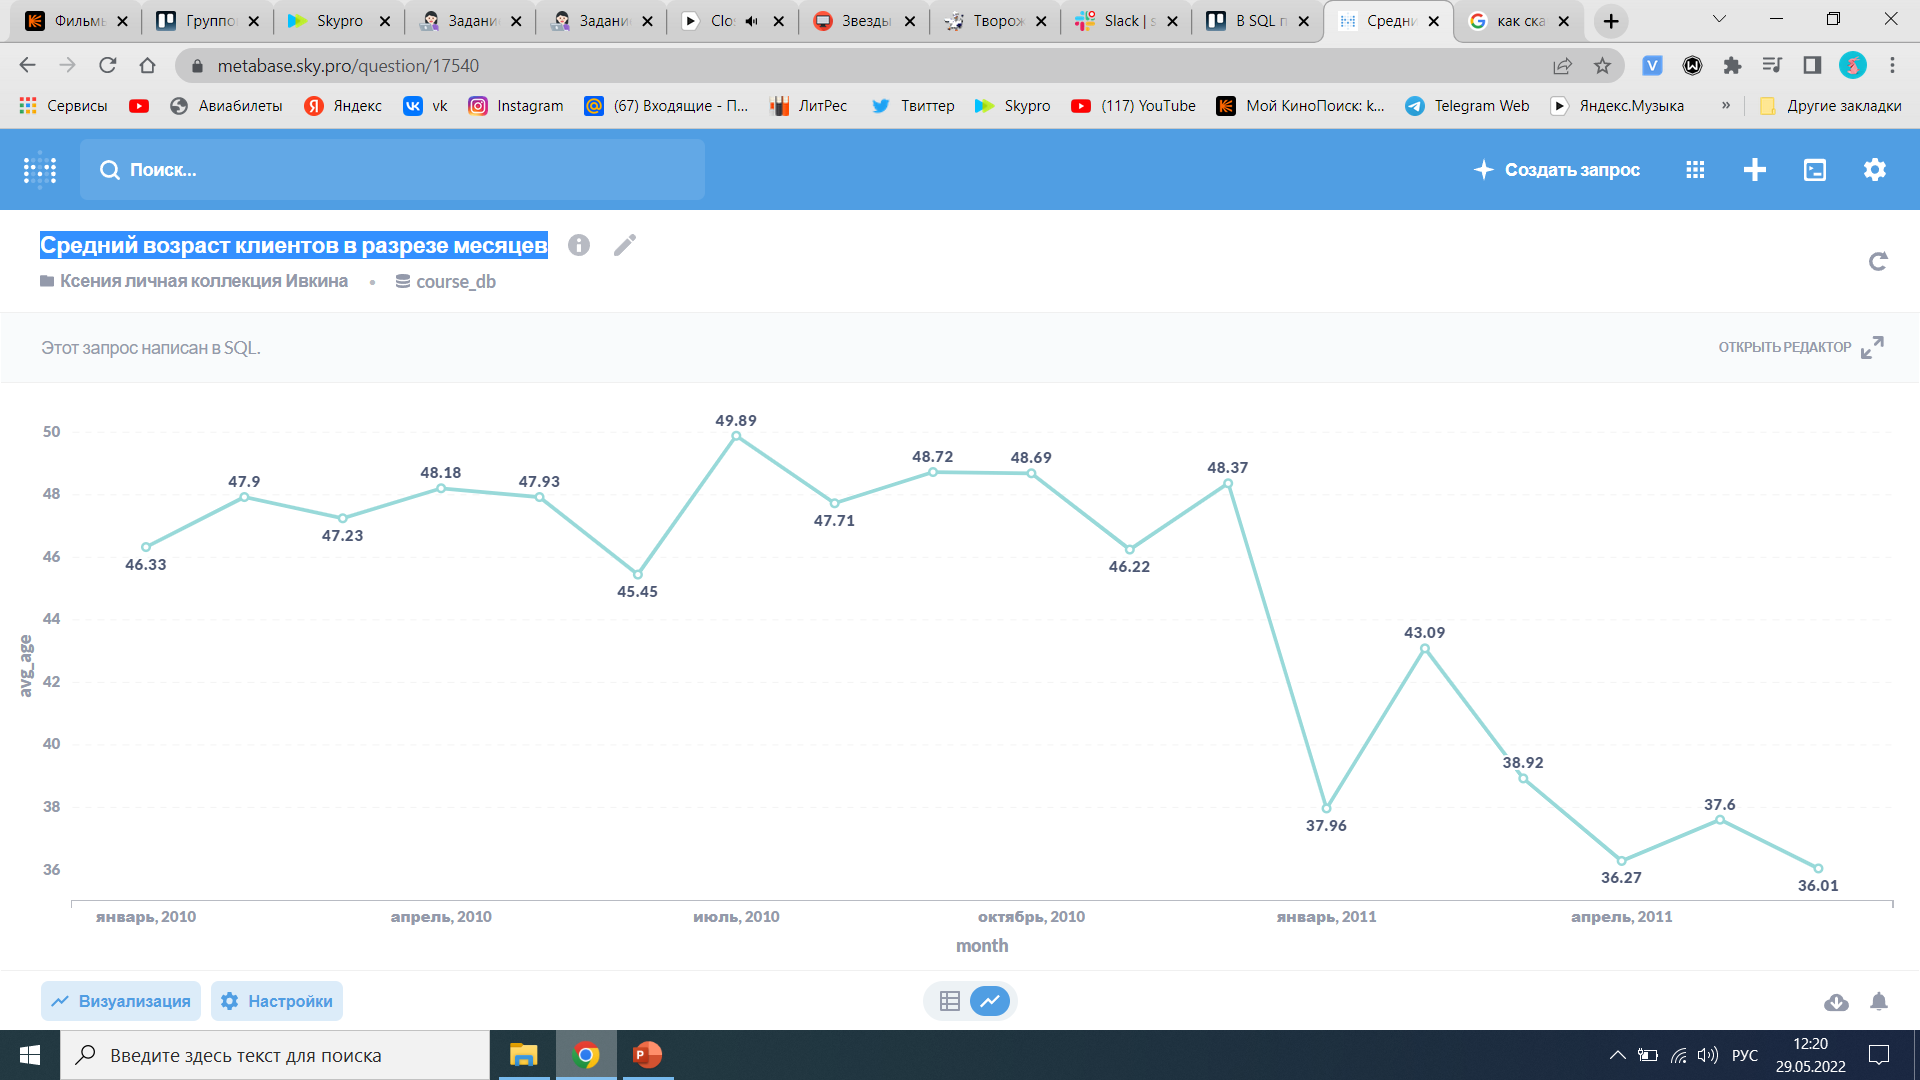 Фильмы
Группо
Skypro
Задани
Задани
Clo
Звезды
Творож
Slack | s
В SQL п
Средни
как ска
metabase.sky.pro/question/17540
Сервисы
Авиабилеты
Яндекс
vk
Instagram
(67) Входящие - П...
ЛитРес
Твиттер
Skypro
(117) YouTube
Мой КиноПоиск: к...
Telegram Web
Яндекс.Музыка
»
Другие закладки
Поиск...
Создать запрос
Средний возраст клиентов в разрезе месяцев
Ксения личная коллекция Ивкина • course_db
Этот запрос написан в SQL.
ОТКРЫТЬ РЕДАКТОР
50
48
46
44
42
40
38
36
avg_age
46.33
47.9
47.23
48.18
47.93
45.45
49.89
47.71
48.72
48.69
46.22
48.37
37.96
43.09
38.92
36.27
37.6
36.01
январь, 2010
апрель, 2010
июль, 2010
октябрь, 2010
январь, 2011
апрель, 2011
month
Визуализация
Настройки
Введите здесь текст для поиска
РУС
12:20
29.05.2022